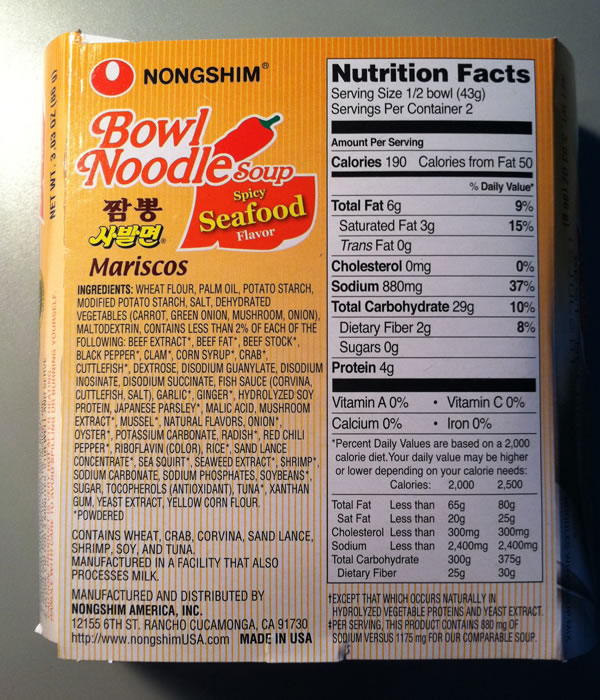 NONGSHIM®
Bowl
Noodle Soup
Spicy
Seafood
Flavor
짬뽕
사발면®
Mariscos
INGREDIENTS: WHEAT FLOUR, PALM OIL, POTATO STARCH,
MODIFIED POTATO STARCH, SALT, DEHYDRATED
VEGETABLES (CARROT, GREEN ONION, MUSHROOM, ONION),
MALTODEXTRIN, CONTAINS LESS THAN 2% OF EACH OF THE
FOLLOWING: BEEF EXTRACT*, BEEF FAT*, BEEF STOCK*,
BLACK PEPPER*, CLAM*, CORN SYRUP*, CRAB*,
CUTTLEFISH*, DEXTROSE, DISODIUM GUANYLATE, DISODIUM
INOSINATE, DISODIUM SUCCINATE, FISH SAUCE (CORVINA,
CUTTLEFISH, SALT), GARLIC*, GINGER*, HYDROLYZED SOY
PROTEIN, JAPANESE PARSLEY*, MALIC ACID, MUSHROOM
EXTRACT*, MUSSEL*, NATURAL FLAVORS, ONION*,
OYSTER*, POTASSIUM CARBONATE, RADISH*, RED CHILI
PEPPER*, RIBOFLAVIN (COLOR), RICE*, SAND LANCE
CONCENTRATE*, SEA SQUIRT*, SEAWEED EXTRACT*, SHRIMP*,
SODIUM CARBONATE, SODIUM PHOSPHATES, SOYBEANS*,
SUGAR, TOCOPHEROLS (ANTIOXIDANT), TUNA*, XANTHAN
GUM, YEAST EXTRACT, YELLOW CORN FLOUR.
*POWDERED
CONTAINS WHEAT, CRAB, CORVINA, SAND LANCE,
SHRIMP, SOY, AND TUNA.
MANUFACTURED IN A FACILITY THAT ALSO
PROCESSES MILK.
MANUFACTURED AND DISTRIBUTED BY
NONGSHIM AMERICA, INC.
12155 6TH ST. RANCHO CUCAMONGA, CA 91730
http://www.nongshimUSA.com MADE IN USA
Nutrition Facts
Serving Size 1/2 bowl (43g)
Servings Per Container 2
Amount Per Serving
Calories 190 Calories from Fat 50
% Daily Value*
Total Fat 6g 9%
Saturated Fat 3g 15%
Trans Fat 0g
Cholesterol 0mg 0%
Sodium 880mg 37%
Total Carbohydrate 29g 10%
Dietary Fiber 2g 8%
Sugars 0g
Protein 4g
Vitamin A 0% • Vitamin C 0%
Calcium 0% • Iron 0%
*Percent Daily Values are based on a 2,000
calorie diet.Your daily value may be higher
or lower depending on your calorie needs:
Calories: 2,000 2,500
Total Fat Less than 65g 80g
Sat Fat Less than 20g 25g
Cholesterol Less than 300mg 300mg
Sodium Less than 2,400mg 2,400mg
Total Carbohydrate 300g 375g
Dietary Fiber 25g 30g
†EXCEPT THAT WHICH OCCURS NATURALLY IN
HYDROLYZED VEGETABLE PROTEINS AND YEAST EXTRACT.
‡PER SERVING, THIS PRODUCT CONTAINS 880 mg OF
SODIUM VERSUS 1175 mg FOR OUR COMPARABLE SOUP.
NET WT. 3.03 OZ (86 g)